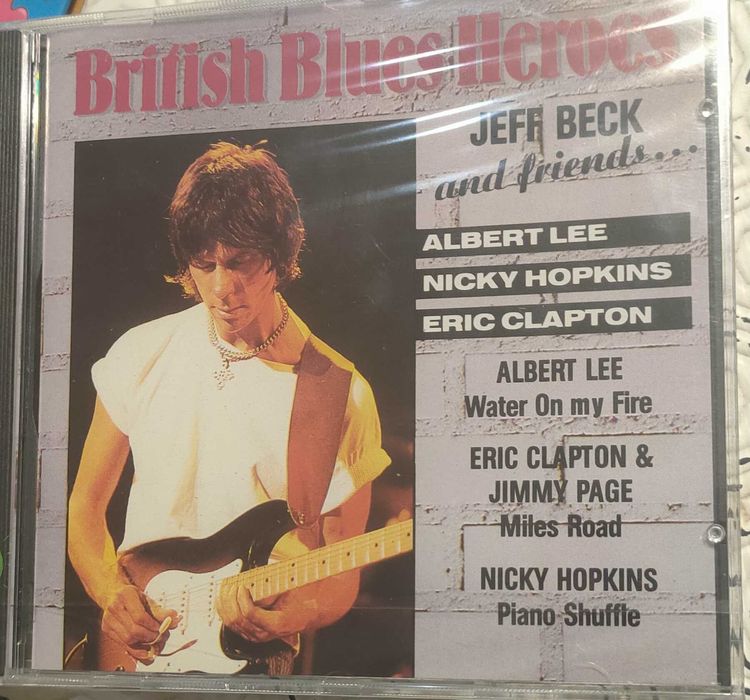 British Blues Heroes
JEFF BECK
and friends...
ALBERT LEE
NICKY HOPKINS
ERIC CLAPTON
ALBERT LEE
Water On my Fire
ERIC CLAPTON &
JIMMY PAGE
Miles Road
NICKY HOPKINS
Piano Shuffle